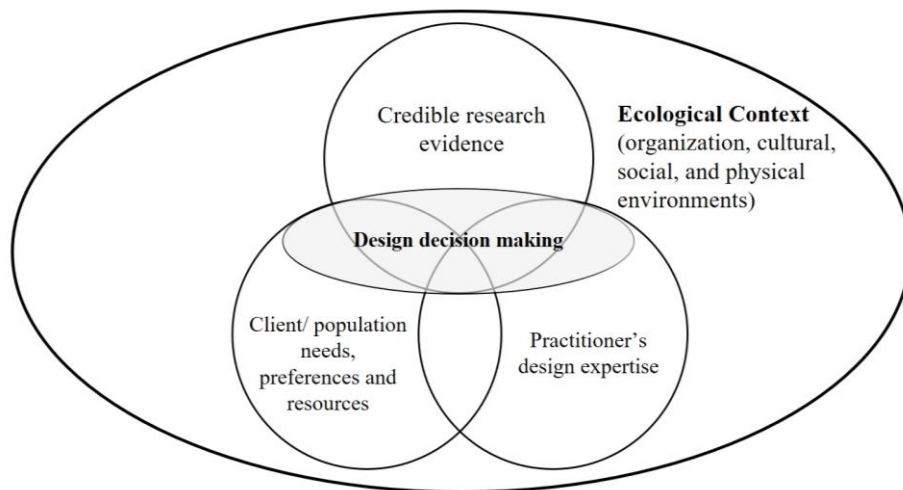 Credible research
evidence
Ecological Context
(organization, cultural,
social, and physical
environments)
Design decision making
Client/ population
needs,
preferences and
resources
Practitioner’s
design expertise